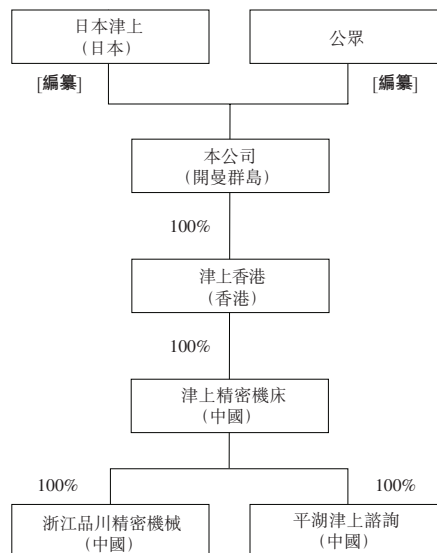 日本津上
(日本)
公眾
[編纂]
[編纂]
本公司
(開曼群島)
100%
津上香港
(香港)
100%
津上精密機床
(中國)
100%
100%
浙江品川精密機械
(中國)
平湖津上諮詢
(中國)